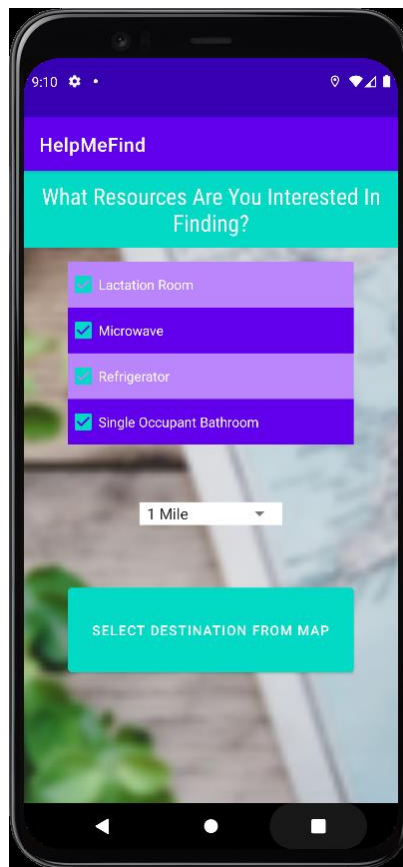 9:10
HelpMeFind
What Resources Are You Interested In
Finding?
Lactation Room
Microwave
Refrigerator
Single Occupant Bathroom
1 Mile
SELECT DESTINATION FROM MAP